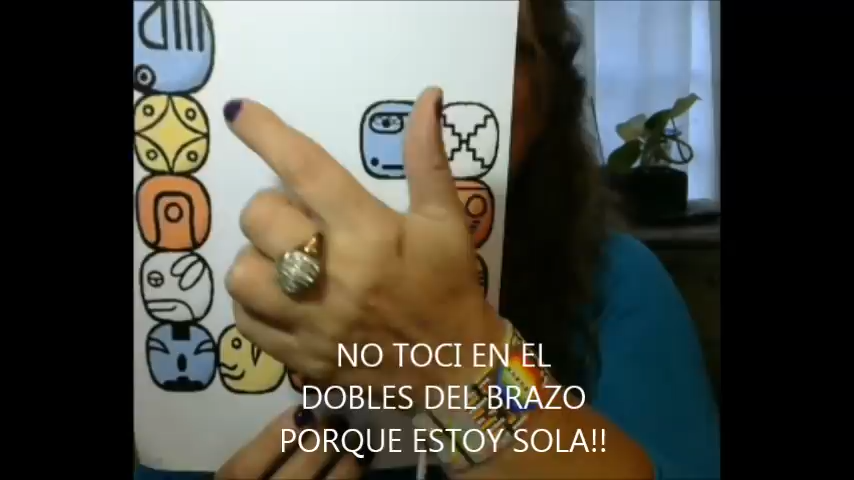 NO TOCI EN EL
DOBLES DEL BRAZO
PORQUE ESTOY SOLA!!